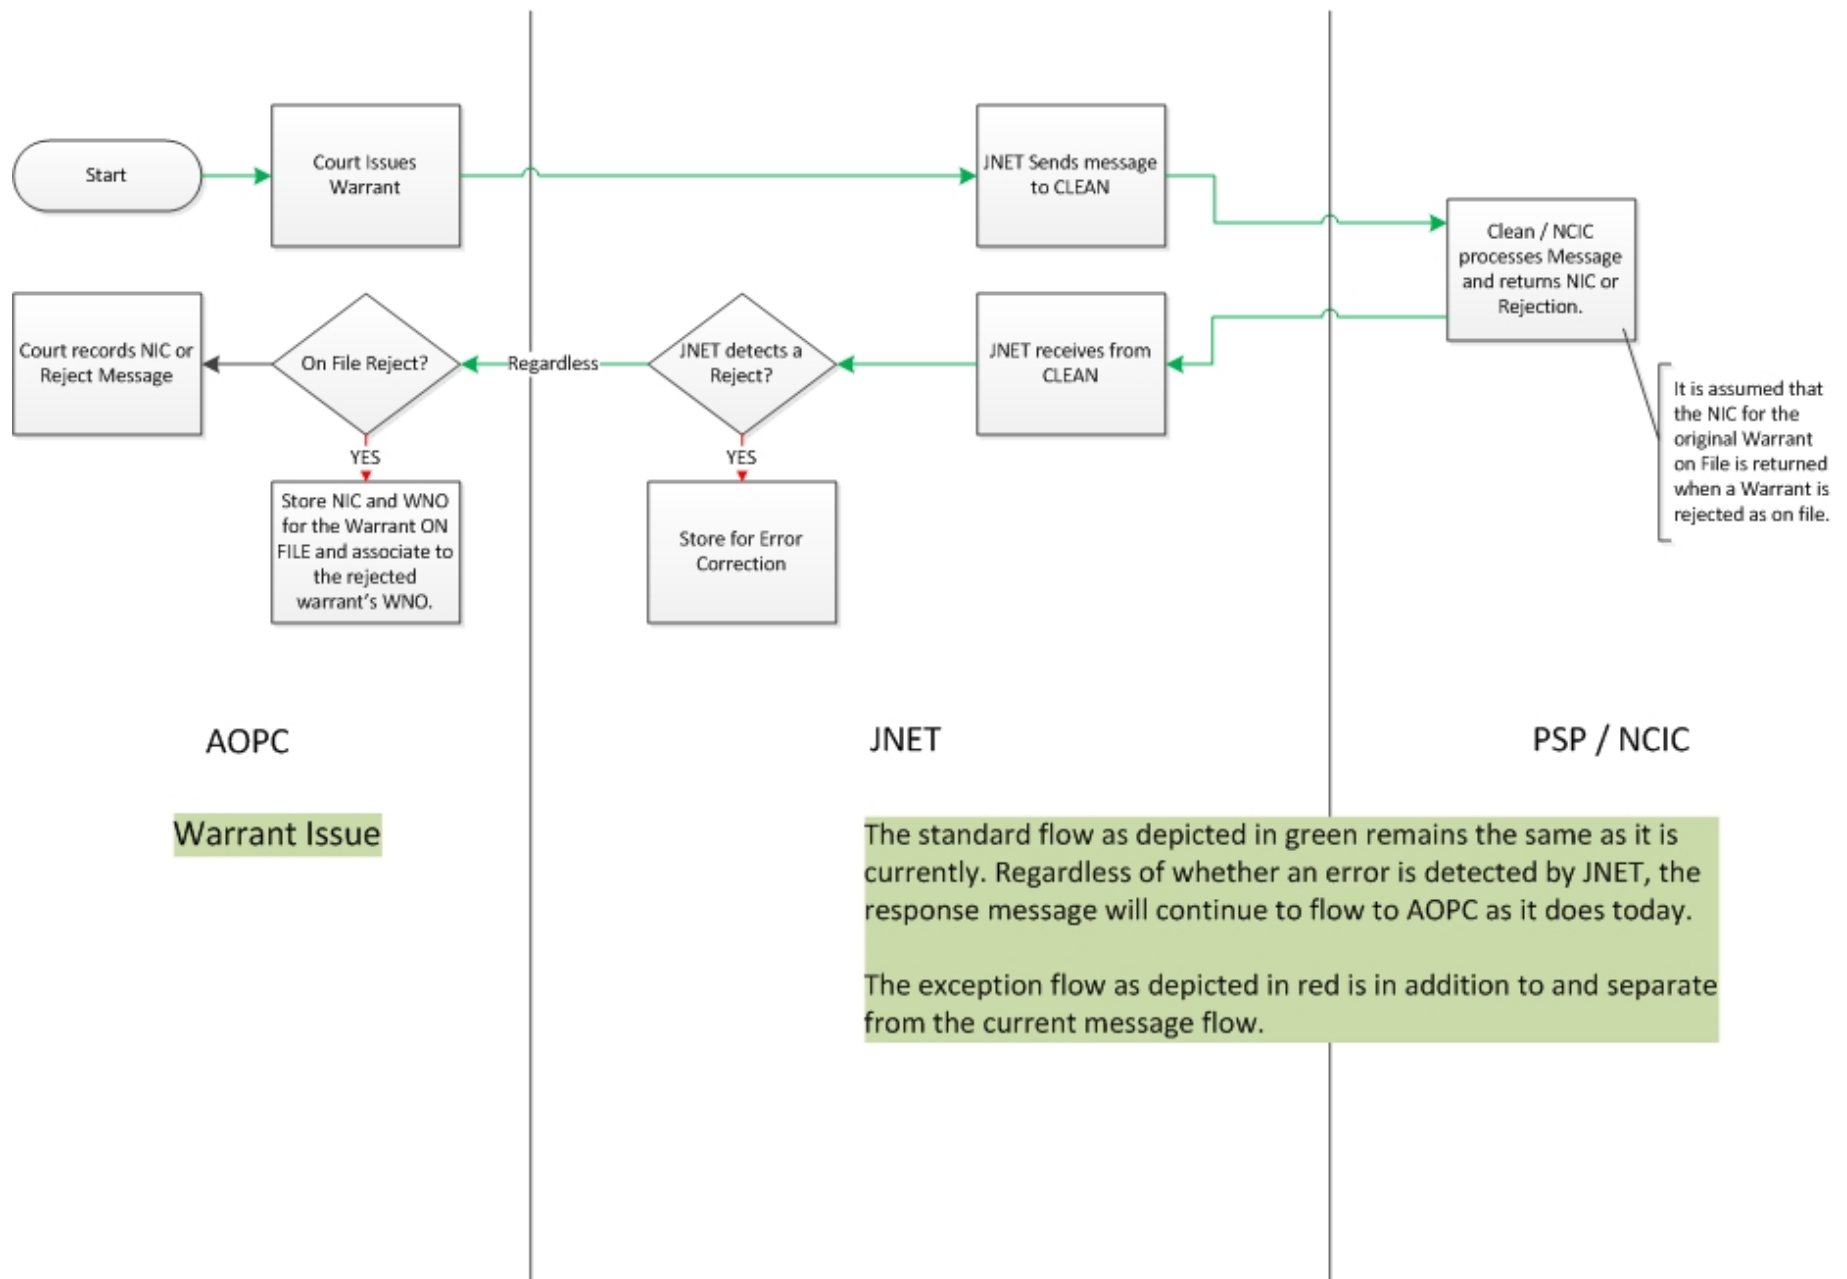 Start
Court Issues
Warrant
JNET Sends message
to CLEAN
Clean / NCIC
processes Message
and returns NIC or
Rejection.
Court records NIC or
Reject Message
On File Reject?
Regardless
JNET detects a
Reject?
JNET receives from
CLEAN
It is assumed that
the NIC for the
original Warrant
on File is returned
when a Warrant is
rejected as on file.
YES
YES
Store NIC and WNO
for the Warrant ON
FILE and associate to
the rejected
warrant's WNO.
Store for Error
Correction
AOPC
JNET
PSP / NCIC
Warrant Issue
The standard flow as depicted in green remains the same as it is
currently. Regardless of whether an error is detected by JNET, the
response message will continue to flow to AOPC as it does today.
The exception flow as depicted in red is in addition to and separate
from the current message flow.